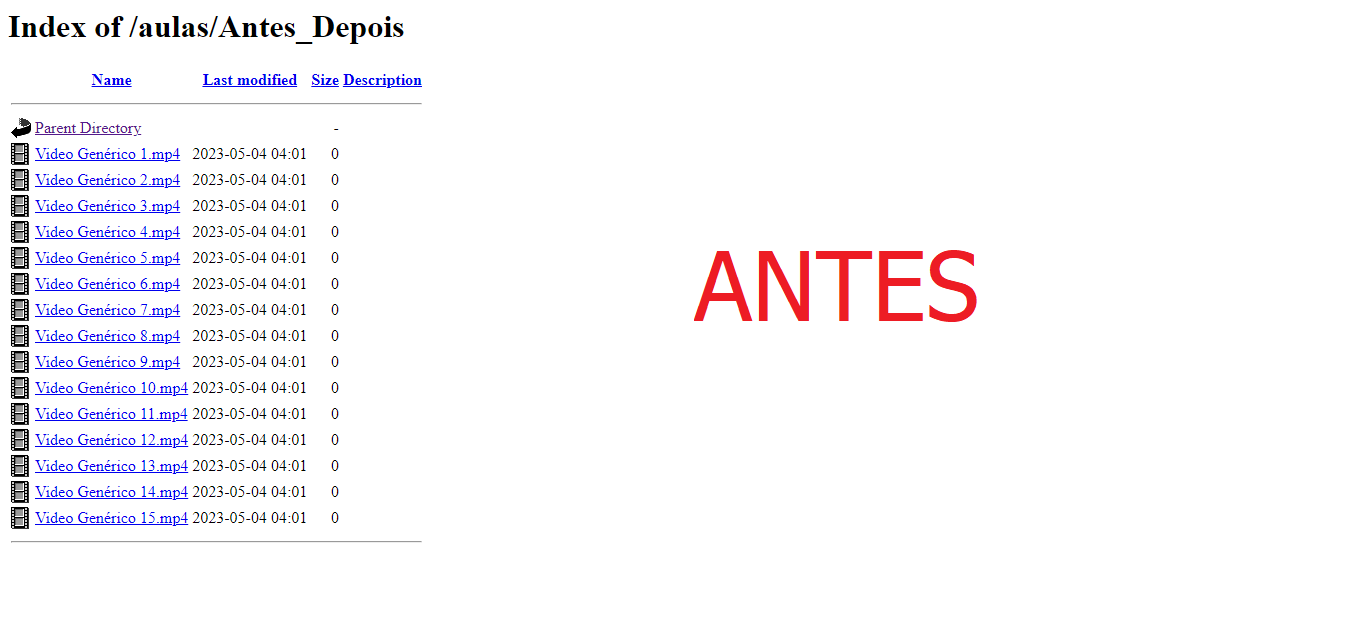 Index of /aulas/Antes_Depois
Name Last modified Size Description
Parent Directory -
Video Genérico 1.mp4 2023-05-04 04:01 0
Video Genérico 2.mp4 2023-05-04 04:01 0
Video Genérico 3.mp4 2023-05-04 04:01 0
Video Genérico 4.mp4 2023-05-04 04:01 0
Video Genérico 5.mp4 2023-05-04 04:01 0
Video Genérico 6.mp4 2023-05-04 04:01 0
Video Genérico 7.mp4 2023-05-04 04:01 0
Video Genérico 8.mp4 2023-05-04 04:01 0
Video Genérico 9.mp4 2023-05-04 04:01 0
Video Genérico 10.mp4 2023-05-04 04:01 0
Video Genérico 11.mp4 2023-05-04 04:01 0
Video Genérico 12.mp4 2023-05-04 04:01 0
Video Genérico 13.mp4 2023-05-04 04:01 0
Video Genérico 14.mp4 2023-05-04 04:01 0
Video Genérico 15.mp4 2023-05-04 04:01 0
ANTES